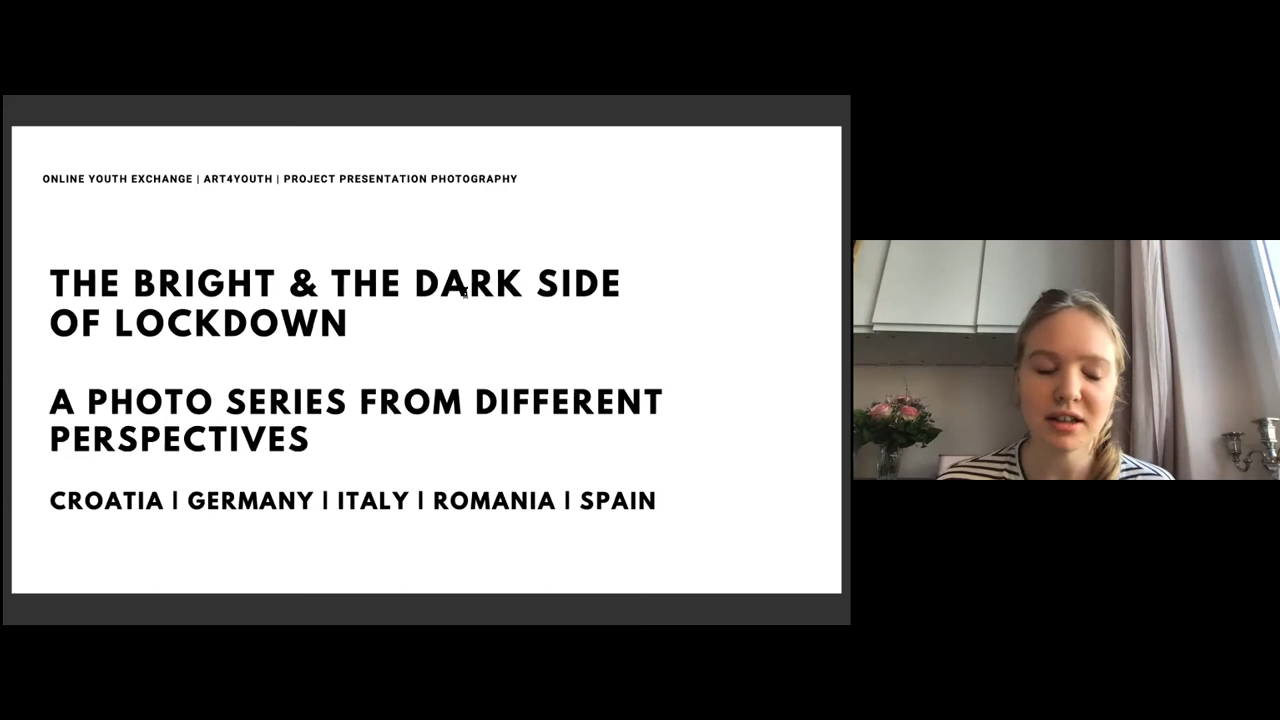 ONLINE YOUTH EXCHANGE | ART4YOUTH | PROJECT PRESENTATION PHOTOGRAPHY
THE BRIGHT & THE DARK SIDE
OF LOCKDOWN
A PHOTO SERIES FROM DIFFERENT
PERSPECTIVES
CROATIA | GERMANY | ITALY | ROMANIA | SPAIN